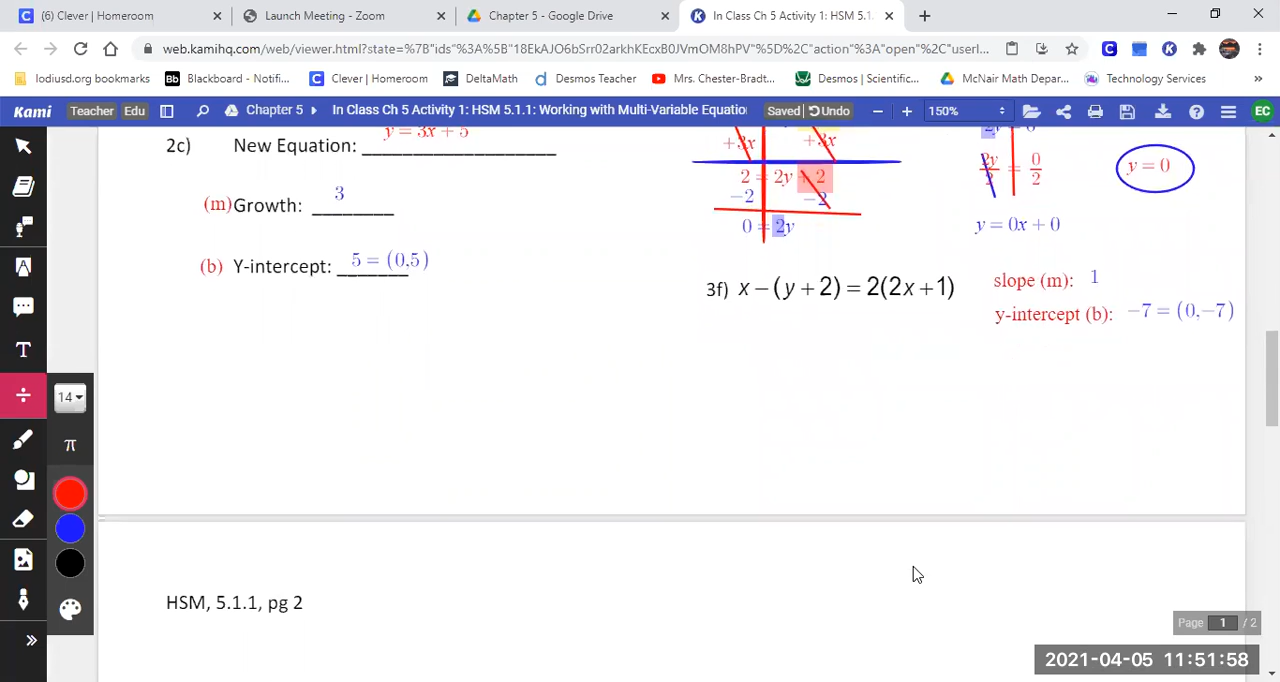 (6) Clever | Homeroom
Launch Meeting - Zoom
Chapter 5 - Google Drive
In Class Ch 5 Activity 1: HSM 5.1.
web.kamihq.com/web/viewer.html?state=%7B"ids"%3A%5B"18EkAJO6bSrr02arkhKEcxB0JVmOM8hPV"%5D%2C"action"%3A"open"%2C"userI...
lodiusd.org bookmarks
Blackboard - Notifi...
Clever | Homeroom
DeltaMath
Desmos Teacher
Mrs. Chester-Bradt...
Desmos | Scientific...
McNair Math Depar...
Technology Services
»
Kami
Teacher
Edu
Chapter 5
In Class Ch 5 Activity 1: HSM 5.1.1: Working with Multi-Variable Equatio
Saved
Undo
150%
EC
2c) New Equation: y = 3x + 5
(m) Growth: 3
(b) Y-intercept: 5 = (0,5)
+3x +3x
2 = 2y + 2
−2 −2
0 = 2y
2y/2 = 0/2
y = 0
y = 0x + 0
3f) x − (y + 2) = 2(2x + 1)
slope (m): 1
y-intercept (b): −7 = (0,−7)
14
π
T
HSM, 5.1.1, pg 2
Page 1 / 2
2021-04-05 11:51:58